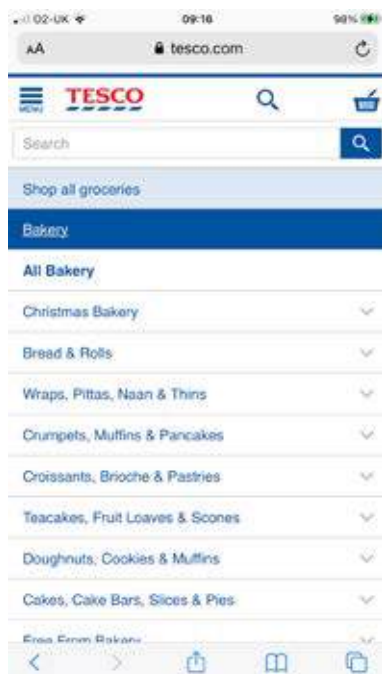 O2-UK 09:16 98%
AA tesco.com
MENU TESCO
Search
Shop all groceries
Bakery
All Bakery
Christmas Bakery
Bread & Rolls
Wraps, Pittas, Naan & Thins
Crumpets, Muffins & Pancakes
Croissants, Brioche & Pastries
Teacakes, Fruit Loaves & Scones
Doughnuts, Cookies & Muffins
Cakes, Cake Bars, Slices & Pies
Free From Bakery